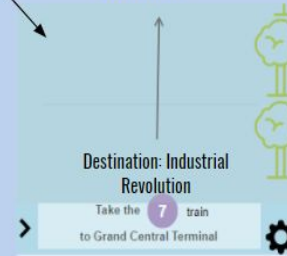 Destination: Industrial
Revolution
Take the 7 train
to Grand Central Terminal